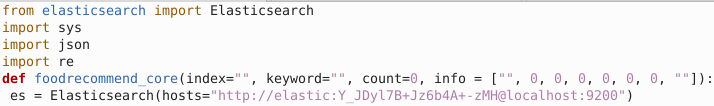 from elasticsearch import Elasticsearch
import sys
import json
import re
def foodrecommend_core(index="", keyword="", count=0, info = ["", 0, 0, 0, 0, 0, 0, ""]):
 es = Elasticsearch(hosts="http://elastic:Y_JDyl7B+Jz6b4A+-zMH@localhost:9200")